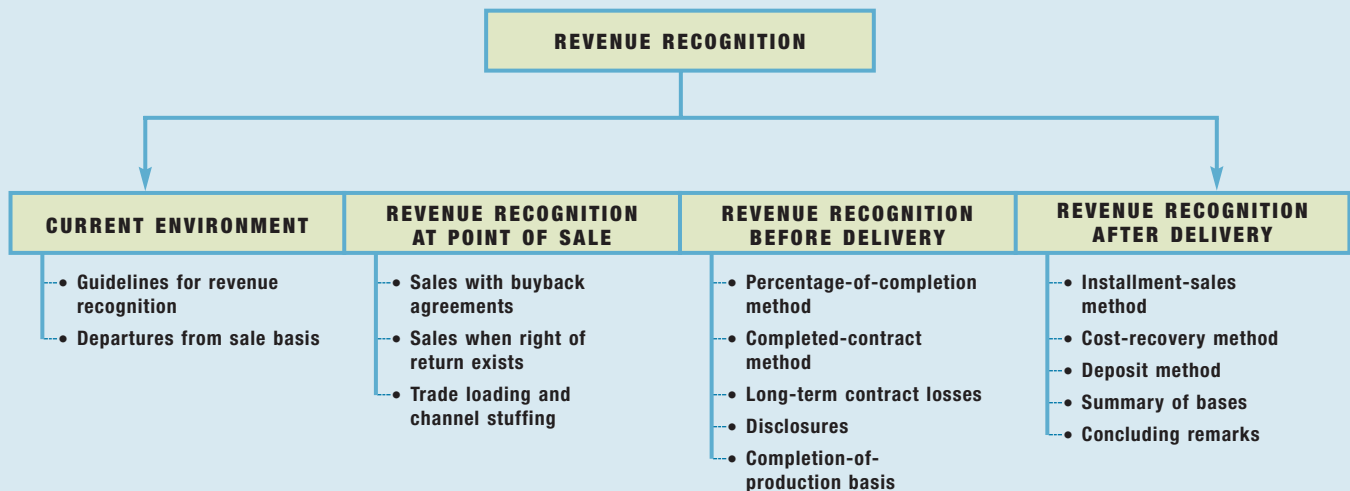 REVENUE RECOGNITION
CURRENT ENVIRONMENT
• Guidelines for revenue
recognition
• Departures from sale basis
REVENUE RECOGNITION
AT POINT OF SALE
• Sales with buyback
agreements
• Sales when right of
return exists
• Trade loading and
channel stuffing
REVENUE RECOGNITION
BEFORE DELIVERY
• Percentage-of-completion
method
• Completed-contract
method
• Long-term contract losses
• Disclosures
• Completion-of-
production basis
REVENUE RECOGNITION
AFTER DELIVERY
• Installment-sales
method
• Cost-recovery method
• Deposit method
• Summary of bases
• Concluding remarks